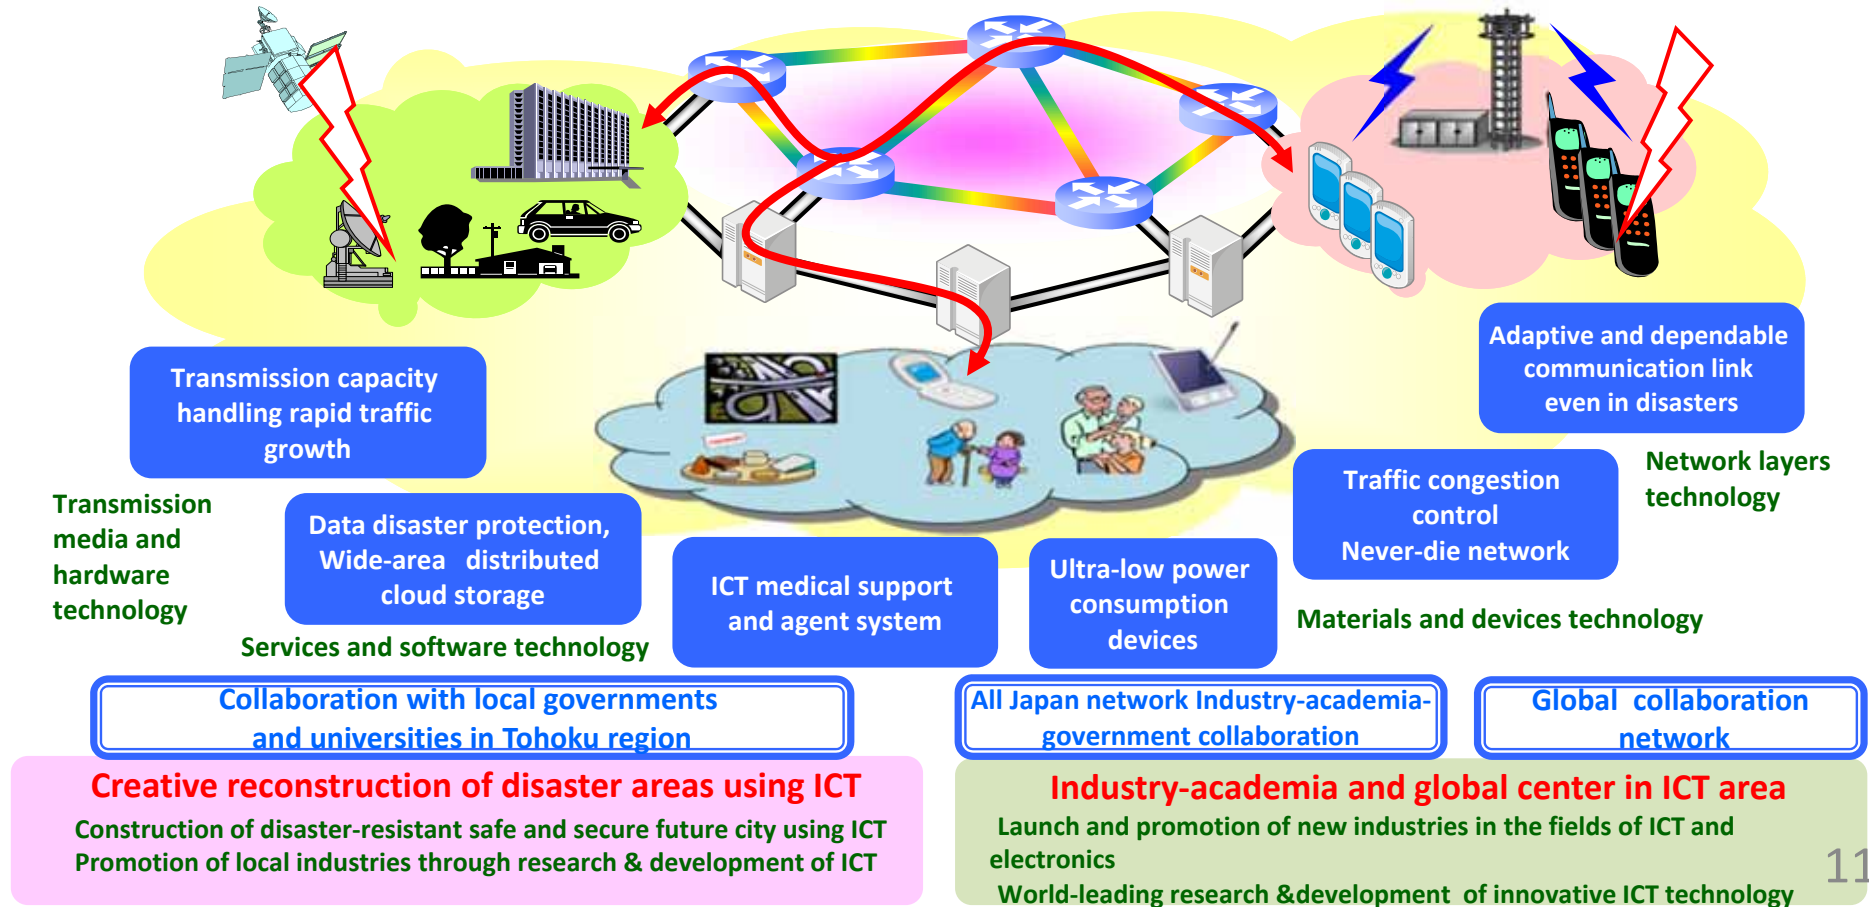 Transmission capacity
handling rapid traffic
growth
Adaptive and dependable
communication link
even in disasters
Transmission
media and
hardware
technology
Data disaster protection,
Wide-area distributed
cloud storage
Services and software technology
ICT medical support
and agent system
Ultra-low power
consumption
devices
Traffic congestion
control
Never-die network
Network layers
technology
Materials and devices technology
Collaboration with local governments
and universities in Tohoku region
All Japan network Industry-academia-
government collaboration
Global collaboration
network
Creative reconstruction of disaster areas using ICT
Construction of disaster-resistant safe and secure future city using ICT
Promotion of local industries through research & development of ICT
Industry-academia and global center in ICT area
Launch and promotion of new industries in the fields of ICT and
electronics
World-leading research &development of innovative ICT technology
11